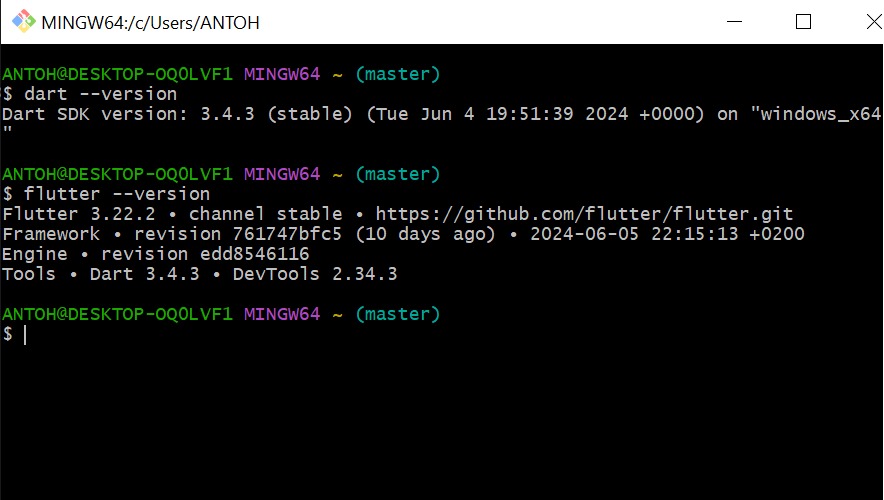 MINGW64:/c/Users/ANTOH
ANTOH@DESKTOP-OQ0LVF1 MINGW64 ~ (master)
$ dart --version
Dart SDK version: 3.4.3 (stable) (Tue Jun 4 19:51:39 2024 +0000) on "windows_x64
"
ANTOH@DESKTOP-OQ0LVF1 MINGW64 ~ (master)
$ flutter --version
Flutter 3.22.2 • channel stable • https://github.com/flutter/flutter.git
Framework • revision 761747bfc5 (10 days ago) • 2024-06-05 22:15:13 +0200
Engine • revision edd8546116
Tools • Dart 3.4.3 • DevTools 2.34.3
ANTOH@DESKTOP-OQ0LVF1 MINGW64 ~ (master)
$